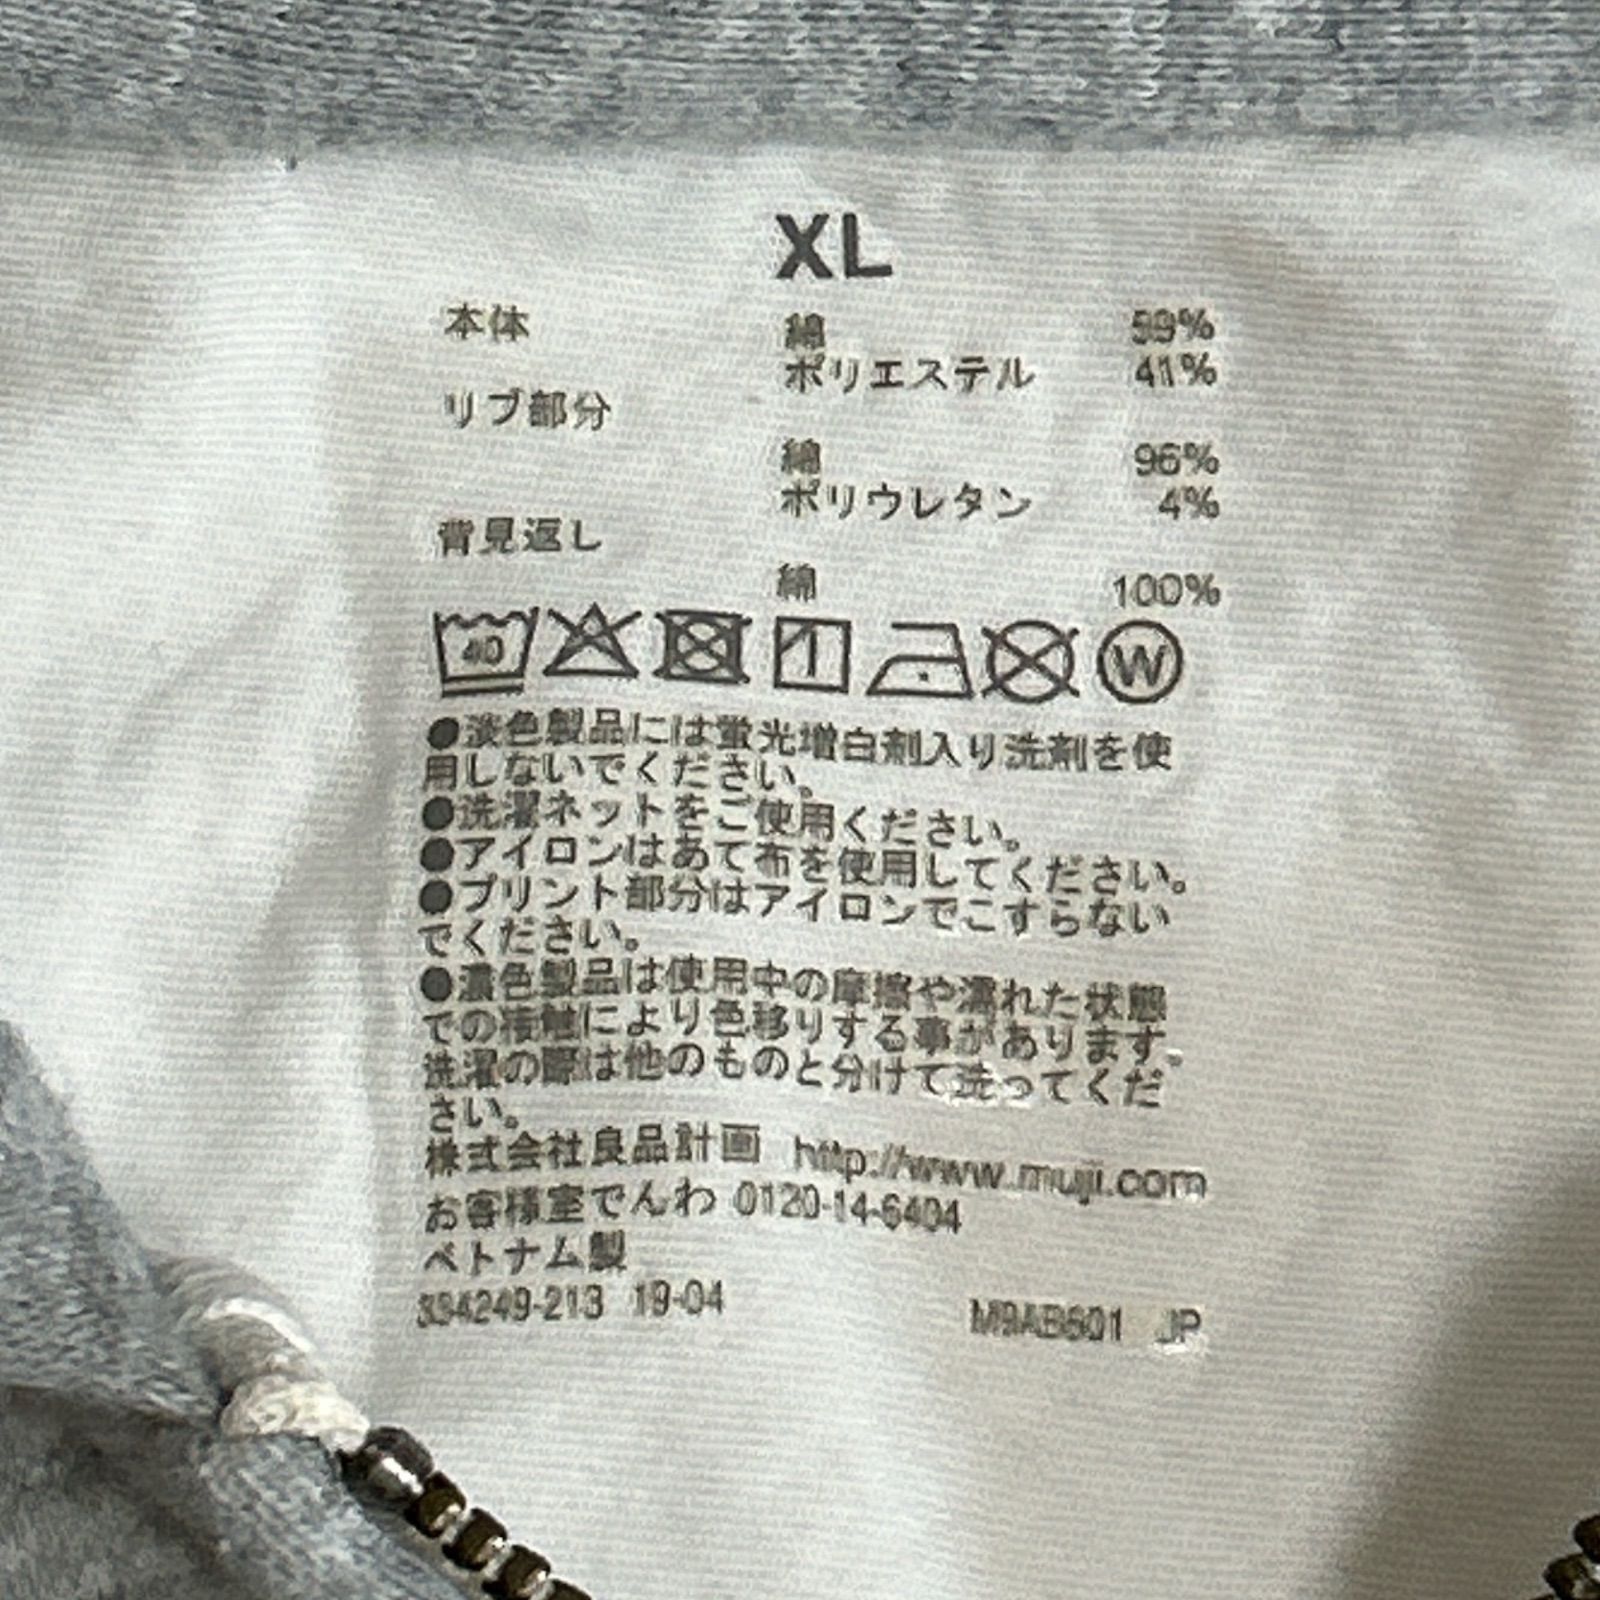 XL
本体 綿 59%
ポリエステル 41%
リブ部分
綿 96%
ポリウレタン 4%
背見返し
綿 100%
40 W
●淡色製品には蛍光増白剤入り洗剤を使
用しないでください。
●洗濯ネットをご使用ください。
●アイロンはあて布を使用してください。
●プリント部分はアイロンでこすらない
でください。
●濃色製品は使用中の摩擦や濡れた状態
での接触により色移りする事があります。
洗濯の際は他のものと分けて洗ってくだ
さい。
株式会社良品計画 http://www.muji.com
お客様室でんわ 0120-14-6404
ベトナム製
334249-213 19-04 M9AB601 JP